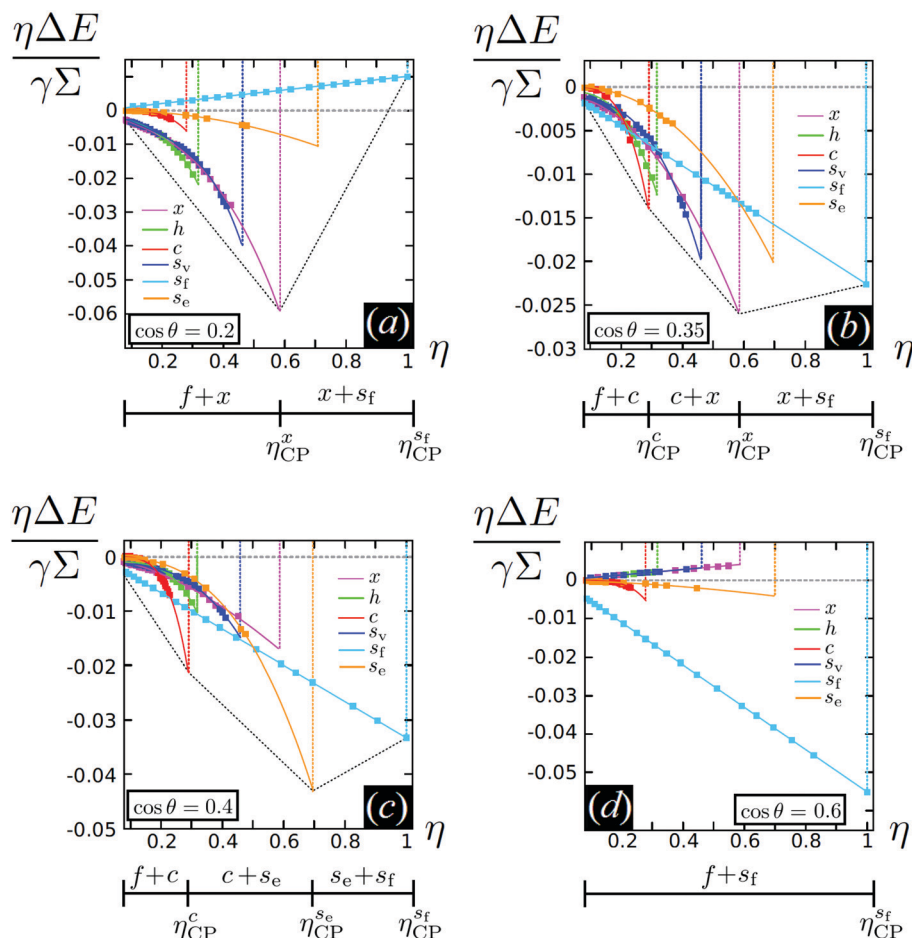 ηΔE
γΣ
0
-0.01
-0.02
-0.03
-0.04
-0.05
-0.06
x
h
c
s_v
s_f
s_e
cos θ = 0.2
(a)
0.2 0.4 0.6 0.8 1 η
f+x x+s_f
η_CP^x η_CP^{s_f}
ηΔE
γΣ
0
-0.005
-0.01
-0.015
-0.02
-0.025
-0.03
x
h
c
s_v
s_f
s_e
cos θ = 0.35
(b)
0.2 0.4 0.6 0.8 1 η
f+c c+x x+s_f
η_CP^c η_CP^x η_CP^{s_f}
ηΔE
γΣ
0
-0.01
-0.02
-0.03
-0.04
-0.05
x
h
c
s_v
s_f
s_e
cos θ = 0.4
(c)
0.2 0.4 0.6 0.8 1 η
f+c c+s_e s_e+s_f
η_CP^c η_CP^{s_e} η_CP^{s_f}
ηΔE
γΣ
0
-0.01
-0.02
-0.03
-0.04
-0.05
x
h
c
s_v
s_f
s_e
(d)
cos θ = 0.6
0.2 0.4 0.6 0.8 1 η
f+s_f
η_CP^{s_f}